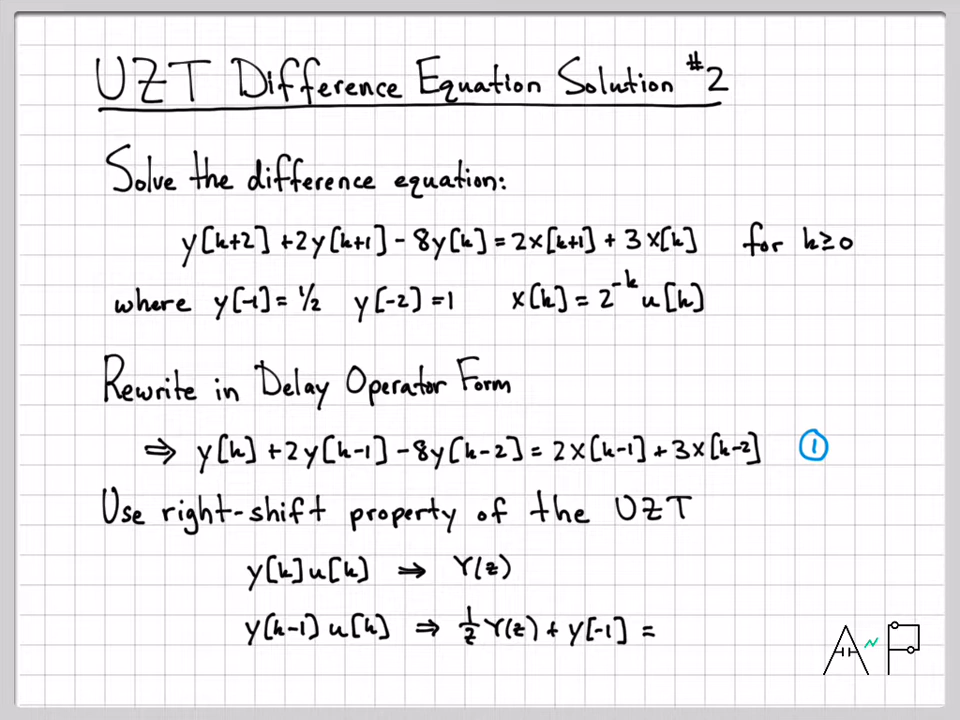 UZT Difference Equation Solution #2
Solve the difference equation:
y[k+2] + 2y[k+1] - 8y[k] = 2x[k+1] + 3x[k] for k≥0
where y[-1] = 1/2 y[-2] = 1 x[k] = 2^-k u[k]
Rewrite in Delay Operator Form
⇒ y[k] + 2y[k-1] - 8y[k-2] = 2x[k-1] + 3x[k-2] ①
Use right-shift property of the UZT
y[k]u[k] ⇒ Y(z)
y[k-1]u[k] ⇒ 1/z Y(z) + y[-1] =
AP